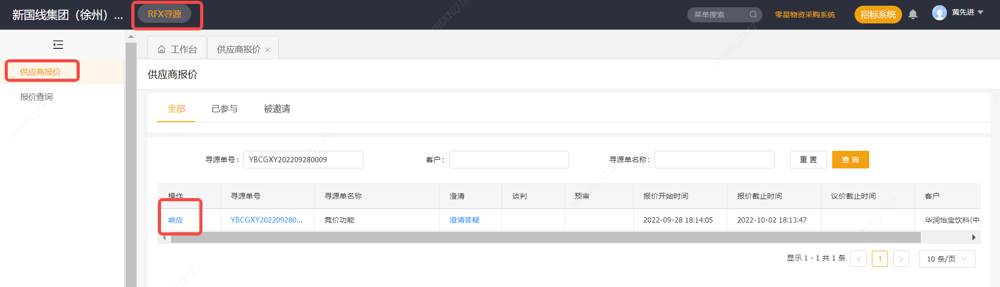 新国线集团（徐州）...
RFX寻源
菜单搜索
零星物资采购系统
招标系统
黄先进
工作台
供应商报价
供应商报价
报价查询
供应商报价
全部
已参与
被邀请
寻源单号: YBCGXY202209280009
客户:
寻源单名称:
重 置
查 询
操作 寻源单号 寻源单名称 澄清 谈判 预审 报价开始时间 报价截止时间 议价截止时间 客户
响应 YBCGXY202209280... 竟价功能 澄清答疑 2022-09-28 18:14:05 2022-10-02 18:13:47 华润怡宝饮料(中
显示 1 - 1 共 1 条
1
10 条/页
SHENYUJIE12